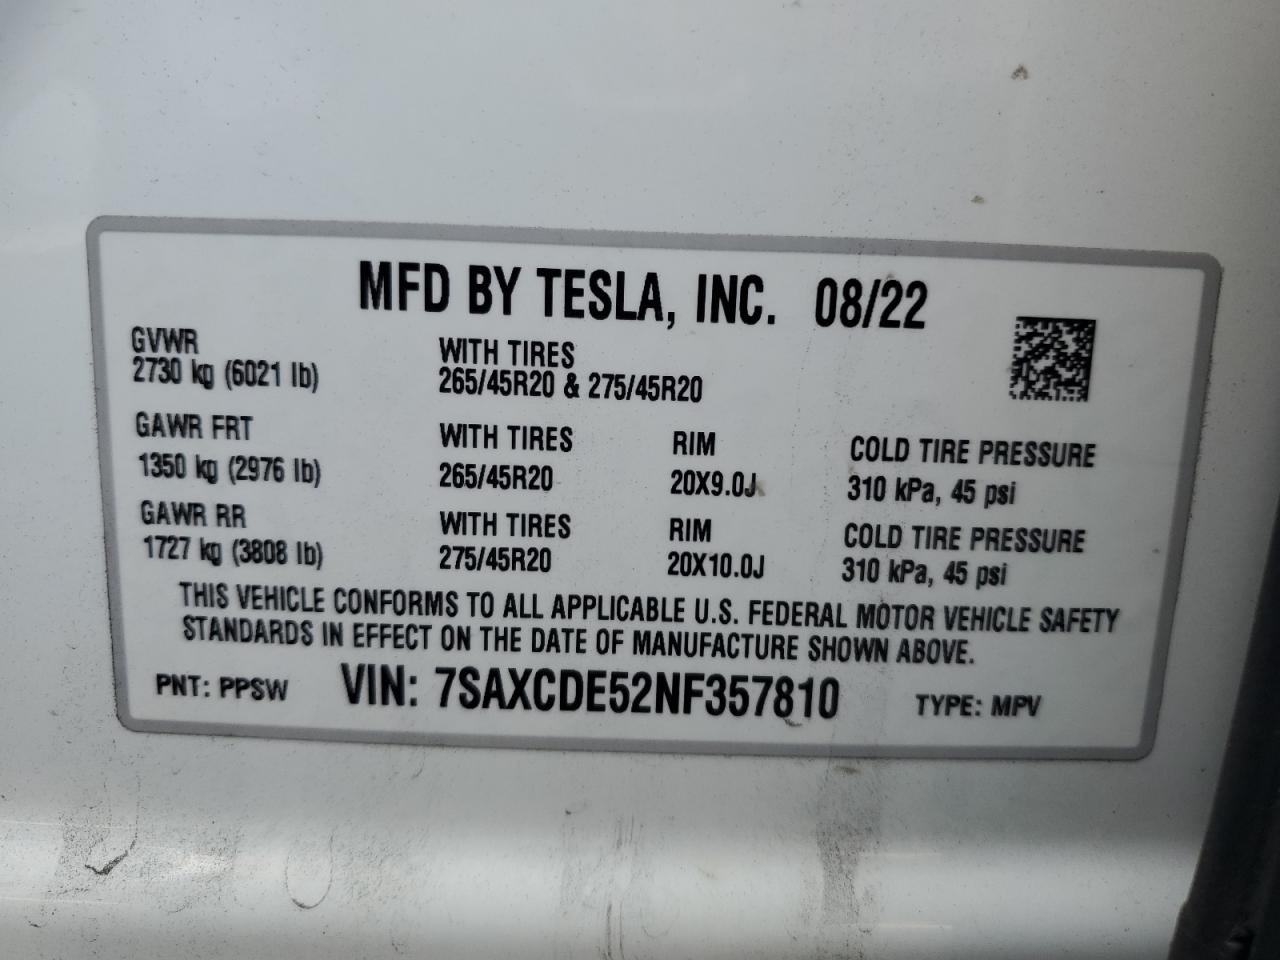 MFD BY TESLA, INC. 08/22
GVWR
2730 kg (6021 lb)
WITH TIRES
265/45R20 & 275/45R20
GAWR FRT
1350 kg (2976 lb)
WITH TIRES
265/45R20
RIM
20X9.0J
COLD TIRE PRESSURE
310 kPa, 45 psi
GAWR RR
1727 kg (3808 lb)
WITH TIRES
275/45R20
RIM
20X10.0J
COLD TIRE PRESSURE
310 kPa, 45 psi
THIS VEHICLE CONFORMS TO ALL APPLICABLE U.S. FEDERAL MOTOR VEHICLE SAFETY
STANDARDS IN EFFECT ON THE DATE OF MANUFACTURE SHOWN ABOVE.
PNT: PPSW VIN: 7SAXCDE52NF357810 TYPE: MPV